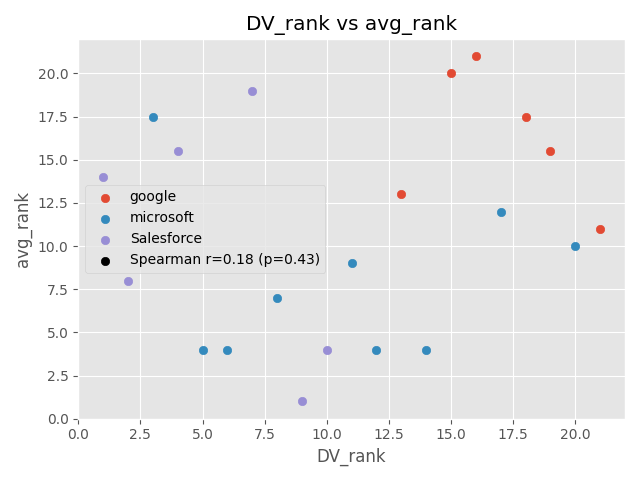 DV_rank vs avg_rank
avg_rank
20.0
17.5
15.0
12.5
10.0
7.5
5.0
2.5
0.0
google
microsoft
Salesforce
Spearman r=0.18 (p=0.43)
0.0 2.5 5.0 7.5 10.0 12.5 15.0 17.5 20.0
DV_rank